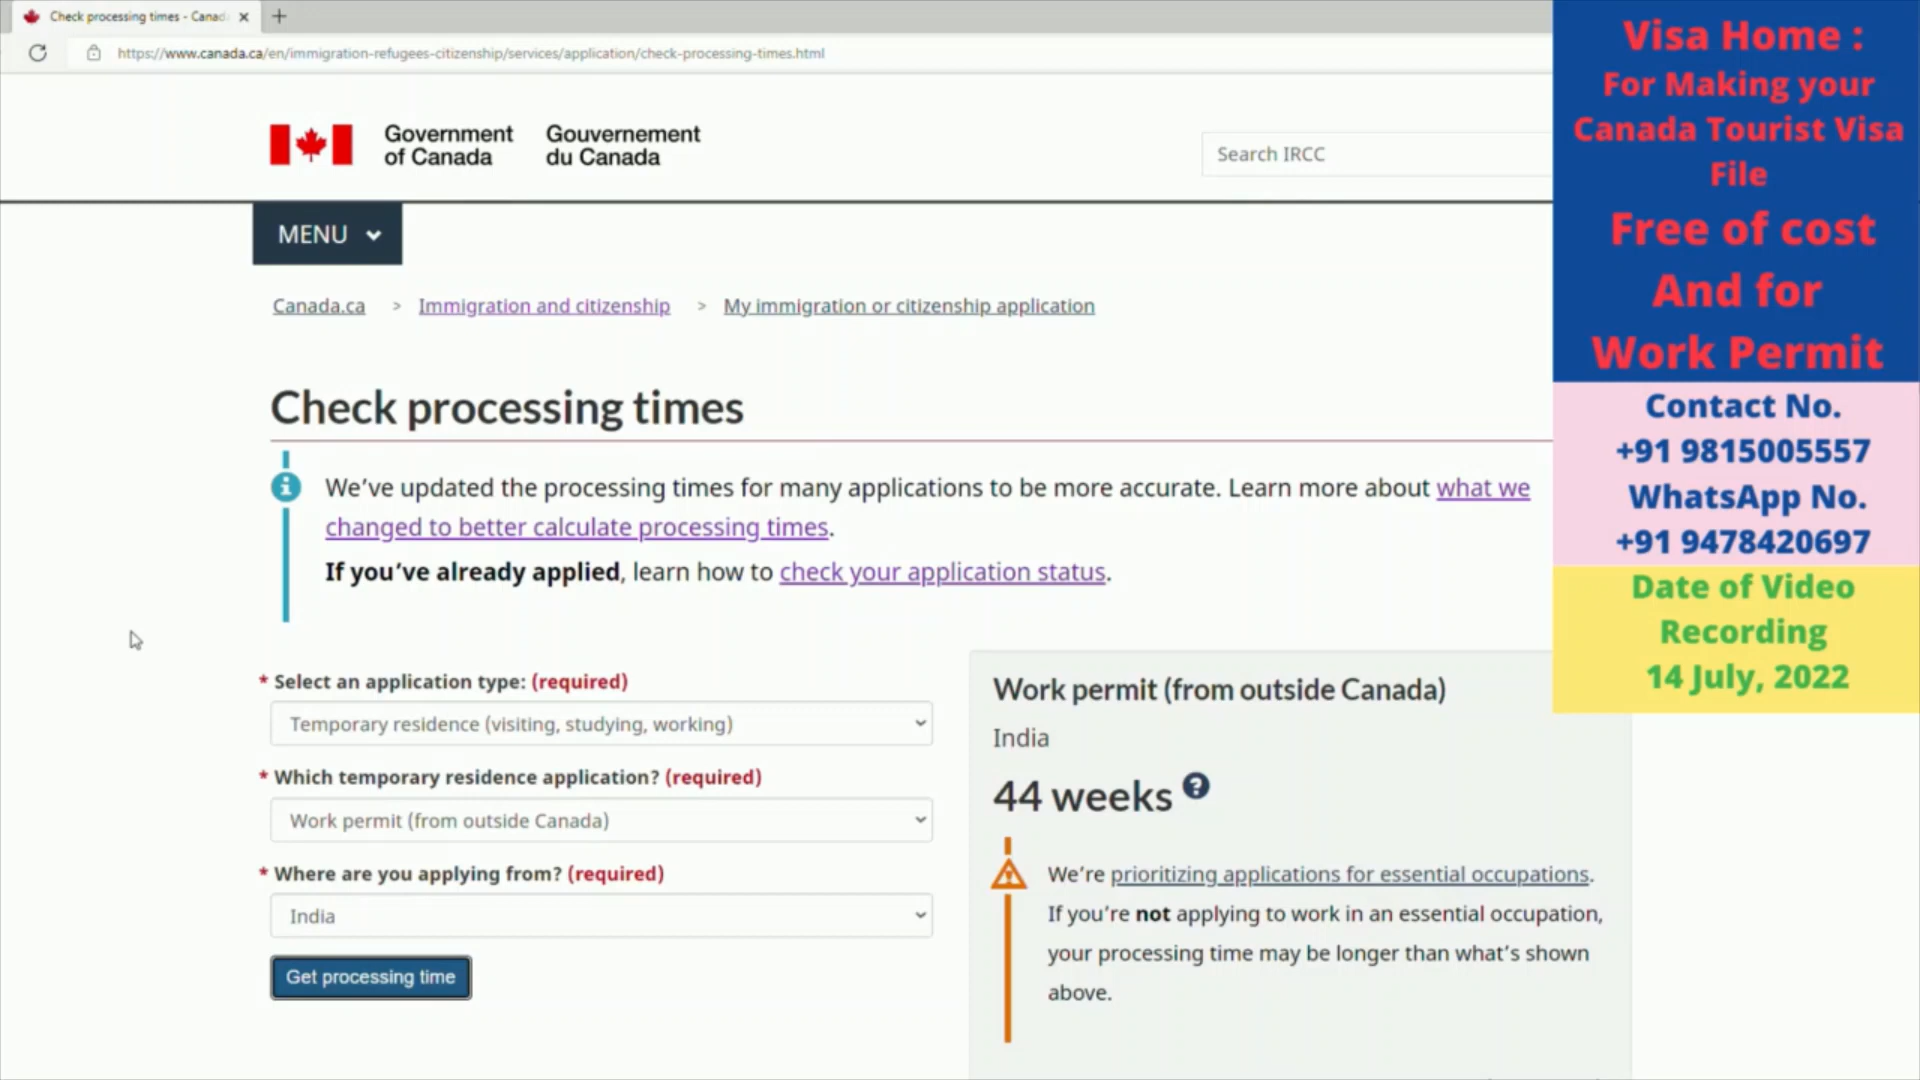 Check processing times - Canad
https://www.canada.ca/en/immigration-refugees-citizenship/services/application/check-processing-times.html
Government of Canada
Gouvernement du Canada
Search IRCC
MENU
Canada.ca > Immigration and citizenship > My immigration or citizenship application
Check processing times
We've updated the processing times for many applications to be more accurate. Learn more about what we
changed to better calculate processing times.
If you've already applied, learn how to check your application status.
* Select an application type: (required)
Temporary residence (visiting, studying, working)
* Which temporary residence application? (required)
Work permit (from outside Canada)
* Where are you applying from? (required)
India
Get processing time
Work permit (from outside Canada)
India
44 weeks ?
We're prioritizing applications for essential occupations.
If you're not applying to work in an essential occupation,
your processing time may be longer than what's shown
above.
Visa Home :
For Making your
Canada Tourist Visa
File
Free of cost
And for
Work Permit
Contact No.
+91 9815005557
WhatsApp No.
+91 9478420697
Date of Video
Recording
14 July, 2022